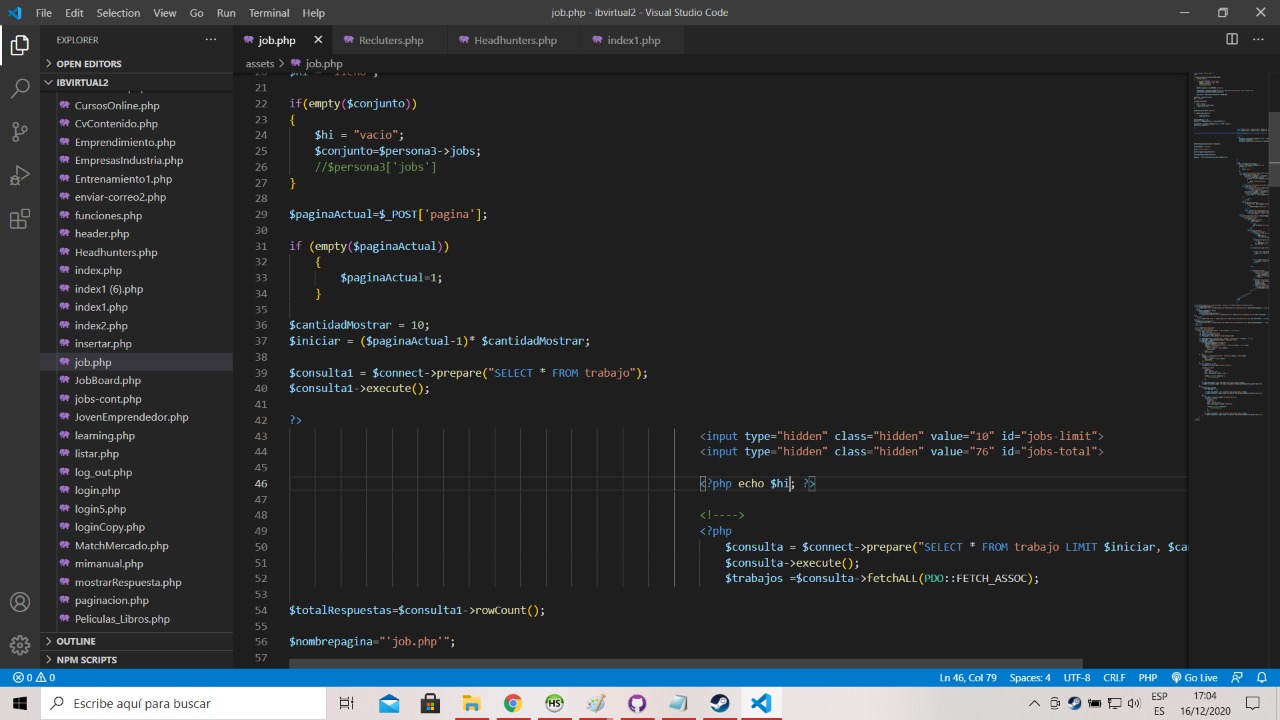 File Edit Selection View Go Run Terminal Help
job.php - ibvirtual2 - Visual Studio Code
EXPLORER
OPEN EDITORS
IBVIRTUAL2
CursosOnline.php
CvContenido.php
Emprendimiento.php
EmpresasIndustria.php
Entrenamiento1.php
enviar-correo2.php
funciones.php
header.php
Headhunters.php
index.php
index1 (6).php
index1.php
index2.php
insertar.php
job.php
JobBoard.php
jobs-cont.php
JovenEmprendedor.php
learning.php
listar.php
log_out.php
login.php
login5.php
loginCopy.php
MatchMercado.php
mimanual.php
mostrarRespuesta.php
paginacion.php
Peliculas_Libros.php
OUTLINE
NPM SCRIPTS
job.php
Recluters.php
Headhunters.php
index1.php
assets > job.php
21
22 if(empty($conjunto))
23 {
24 $hi = "vacio";
25 $conjunto=$persona3->jobs;
26 //$persona3['jobs']
27 }
28
29 $paginaActual=$_POST['pagina'];
30
31 if (empty($paginaActual))
32 {
33 $paginaActual=1;
34 }
35
36 $cantidaMostrar = 10;
37 $iniciar = ($paginaActual - 1)* $cantidaMostrar;
38
39 $consulta1 = $connect->prepare("SELECT * FROM trabajo");
40 $consulta1->execute();
41
42 ?>
43 <input type="hidden" class="hidden" value="10" id="jobs-limit">
44 <input type="hidden" class="hidden" value="76" id="jobs-total">
45
46 <?php echo $hi; ?>
47
48 <!---->
49 <?php
50 $consulta = $connect->prepare("SELECT * FROM trabajo LIMIT $iniciar, $ca
51 $consulta->execute();
52 $trabajos =$consulta->fetchALL(PDO::FETCH_ASSOC);
53
54 $totalRespuestas=$consulta1->rowCount();
55
56 $nombrepagina="'job.php'";
57
0 0 Ln 46, Col 79 Spaces: 4 UTF-8 CRLF PHP Go Live
Escribe aquí para buscar
HS
ESP
ES
17:04
16/12/2020